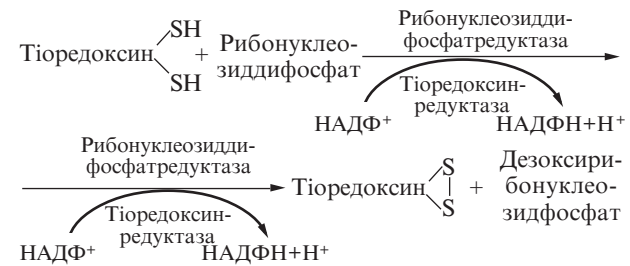 Тіоредоксин SH SH + Рибонуклео-
зиддифосфат
Рибонуклеозидди-
фосфатредуктаза
Тіоредоксин-
редуктаза
НАДФ⁺ НАДФН+Н⁺
Рибонуклеозидди-
фосфатредуктаза
Тіоредоксин-
редуктаза
НАДФ⁺ НАДФН+Н⁺
Тіоредоксин S S + Дезоксири-
бонуклео-
зидфосфат